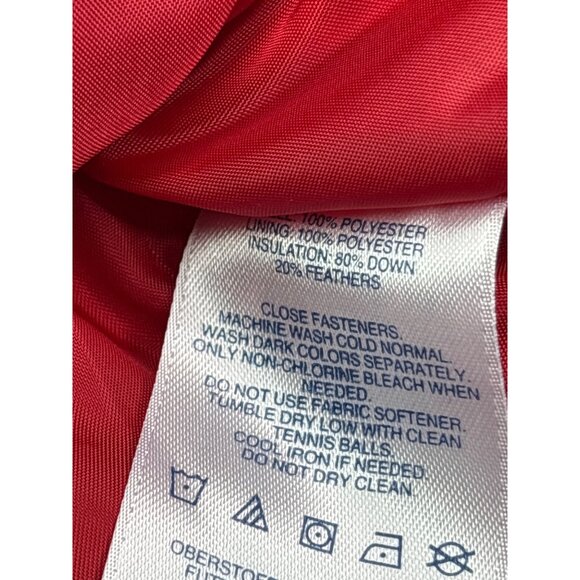 100% POLYESTER
LINING: 100% POLYESTER
INSULATION: 80% DOWN
20% FEATHERS
CLOSE FASTENERS.
MACHINE WASH COLD NORMAL.
WASH DARK COLORS SEPARATELY.
ONLY NON-CHLORINE BLEACH WHEN
NEEDED.
DO NOT USE FABRIC SOFTENER.
TUMBLE DRY LOW WITH CLEAN
TENNIS BALLS.
COOL IRON IF NEEDED.
DO NOT DRY CLEAN.